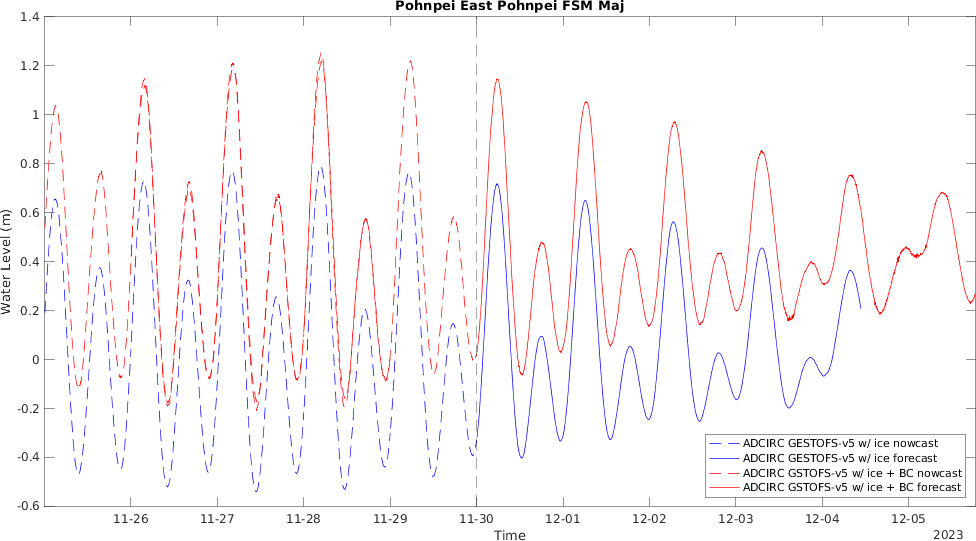 Pohnpei East Pohnpei FSM Maj
1.4
1.2
1
0.8
0.6
0.4
0.2
0
-0.2
-0.4
-0.6
Water Level (m)
11-26 11-27 11-28 11-29 11-30 12-01 12-02 12-03 12-04 12-05
Time
2023
ADCIRC GESTOFS-v5 w/ ice nowcast
ADCIRC GESTOFS-v5 w/ ice forecast
ADCIRC GSTOFS-v5 w/ ice + BC nowcast
ADCIRC GSTOFS-v5 w/ ice + BC forecast